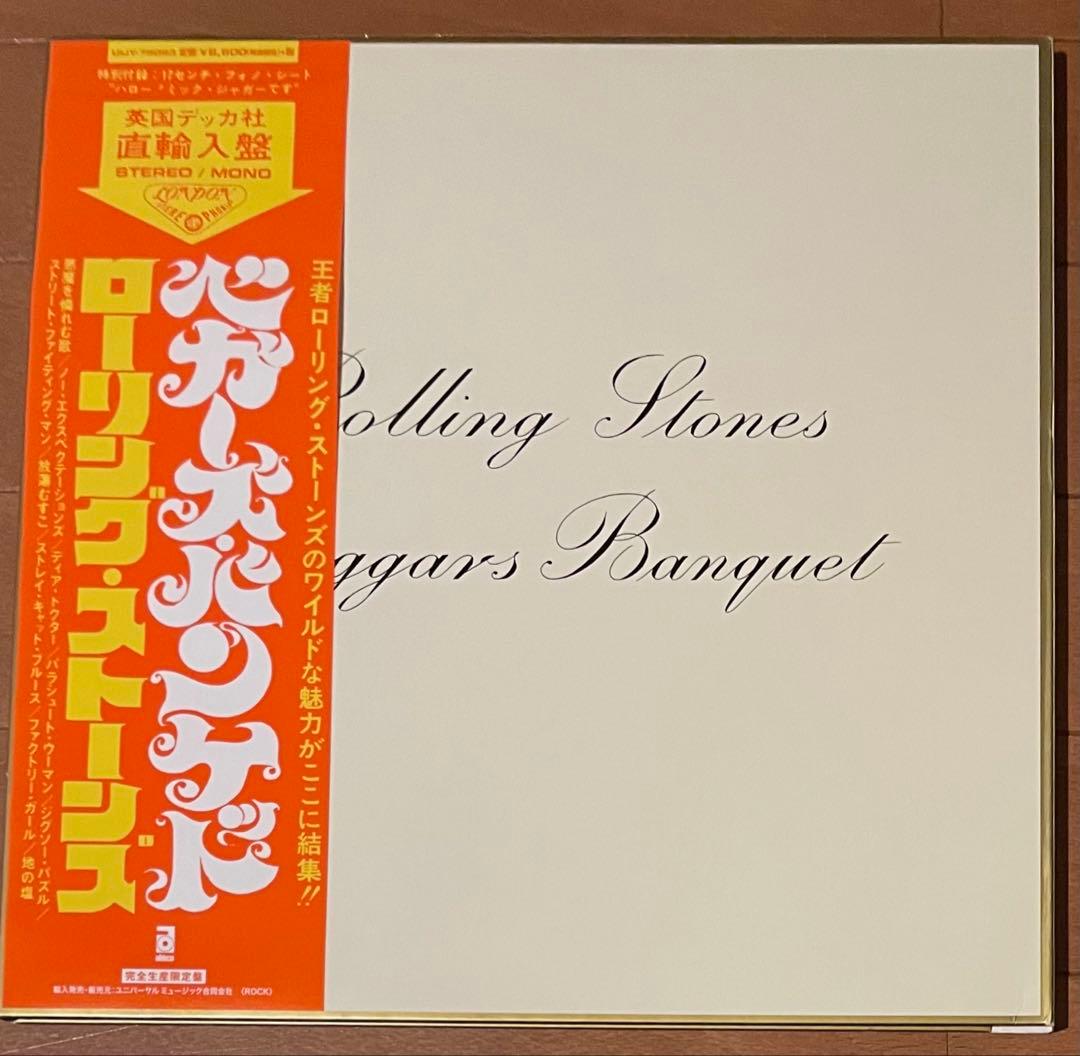 特別付録:17センチ・フォノ・シート
"ハロー・ミック・ジャガーです"
英国デッカ社
直輸入盤
STEREO / MONO
LONDON
王者ローリング・ストーンズのワイルドな魅力がここに結集!!
ベガーズ・バンケット
ローリング・ストーンズ
悪魔を憐れむ歌/ノー・エクスペクテーションズ/ディア・ドクター/パラシュート・ウーマン/ジグソー・パズル/
ストリート・ファイティング・マン/放蕩むすこ/ストレイ・キャット・ブルース/ファクトリー・ガール/地の塩
abkco
完全生産限定盤
輸入発売・販売元:ユニバーサル ミュージック合同会社 (ROCK)
Rolling Stones
ggars Banquet